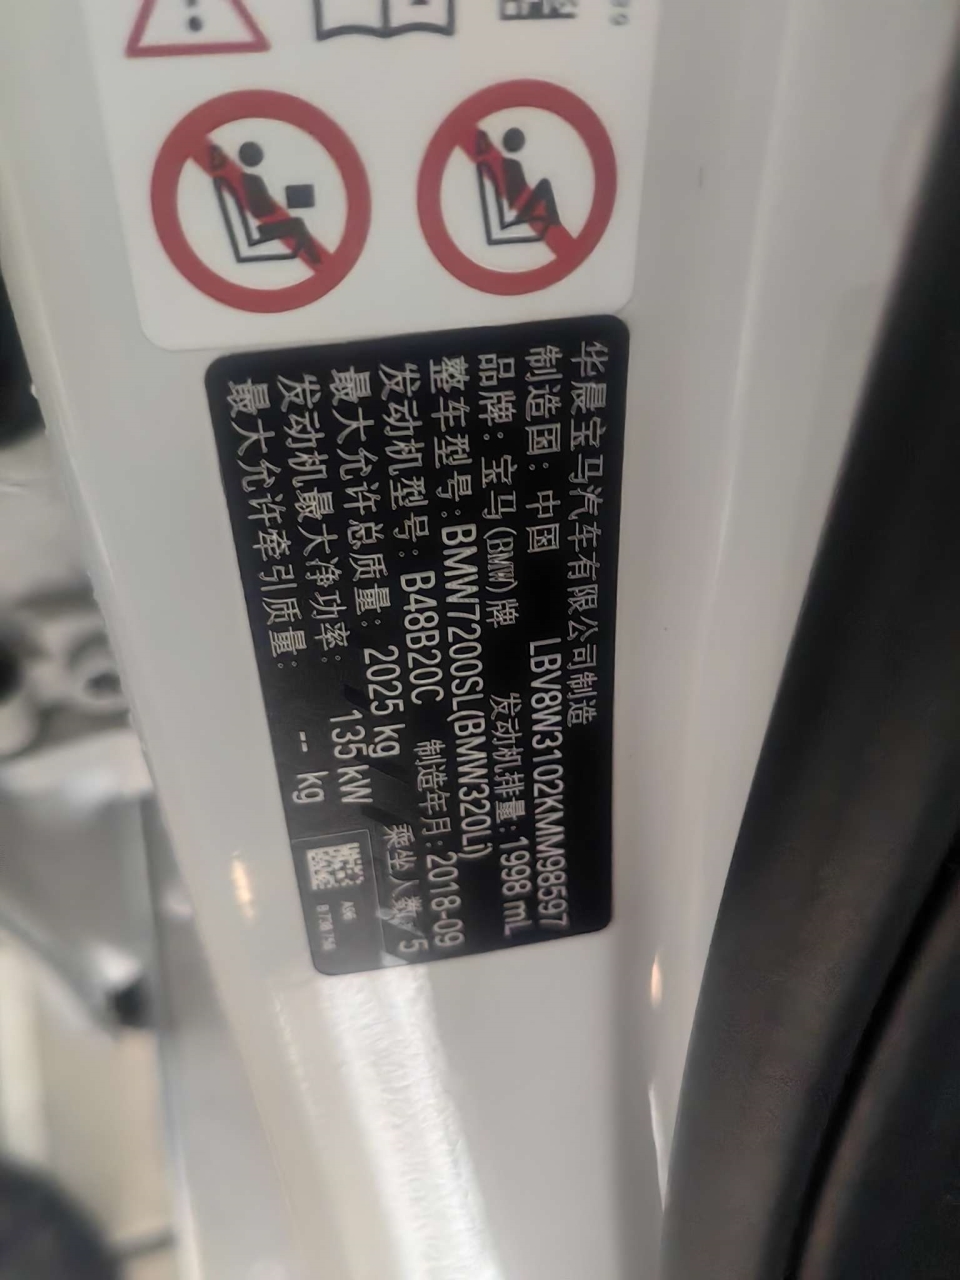 华晨宝马汽车有限公司制造
制造国：中国 LBV8W3102KMM98597
品牌：宝马(BMW)牌 发动机排量：1998 mL
整车型号：BMW7200SL(BMW320Li)
发动机型号：B48B20C 制造年月：2018-09
最大允许总质量：2025 kg 乘坐人数：5
发动机最大净功率：135 kW
最大允许牵引质量： -- kg